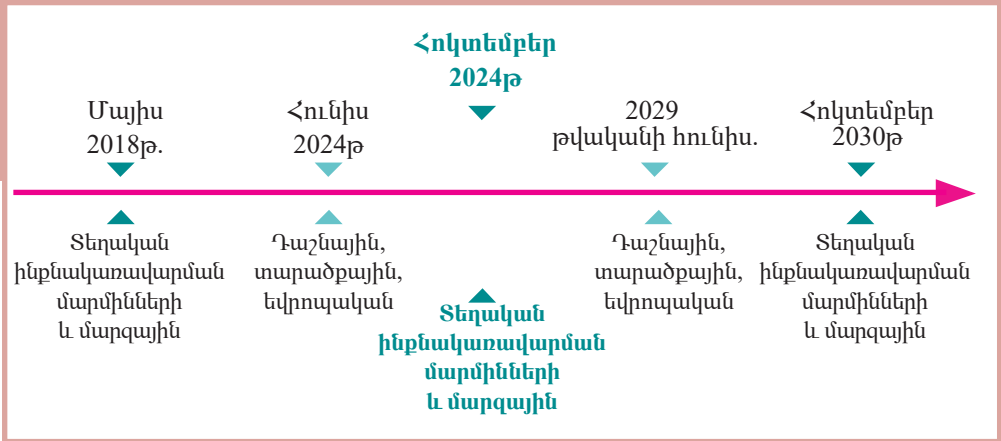 Հոկտեմբեր
2024թ
Մայիս
2018թ.
Հունիս
2024թ
2029
թվականի հունիս.
Հոկտեմբեր
2030թ
Տեղական
ինքնակառավարման
մարմինների
և մարզային
Դաշնային,
տարածքային,
եվրոպական
Տեղական
ինքնակառավարման
մարմինների
և մարզային
Դաշնային,
տարածքային,
եվրոպական
Տեղական
ինքնակառավարման
մարմինների
և մարզային